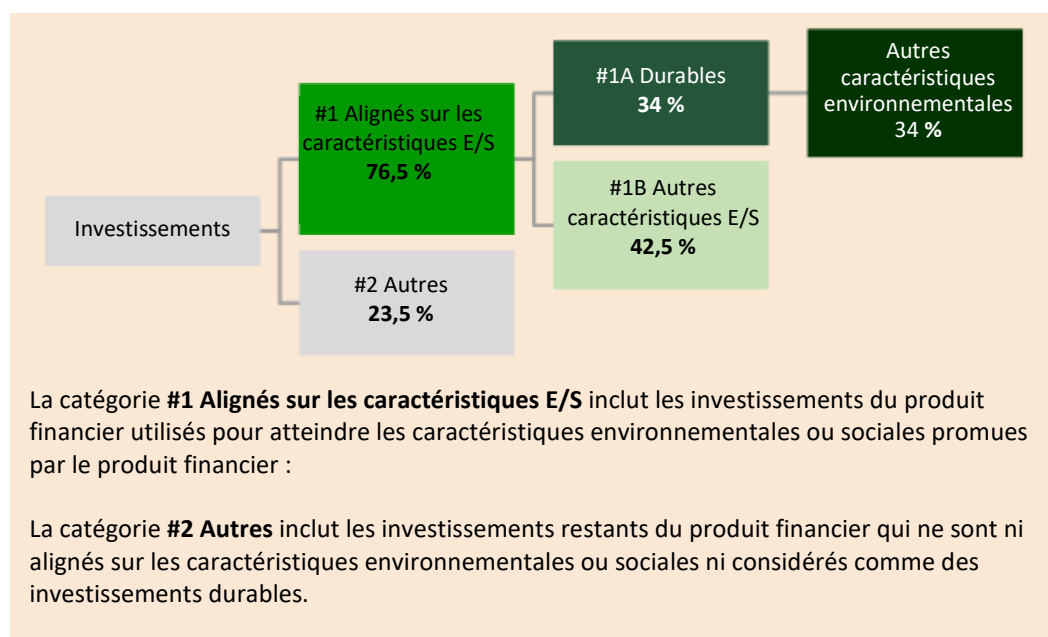 Investissements
#1 Alignés sur les
caractéristiques E/S
76,5 %
#2 Autres
23,5 %
#1A Durables
34 %
#1B Autres
caractéristiques E/S
42,5 %
Autres
caractéristiques
environnementales
34 %
La catégorie #1 Alignés sur les caractéristiques E/S inclut les investissements du produit
financier utilisés pour atteindre les caractéristiques environnementales ou sociales promues
par le produit financier :
La catégorie #2 Autres inclut les investissements restants du produit financier qui ne sont ni
alignés sur les caractéristiques environnementales ou sociales ni considérés comme des
investissements durables.